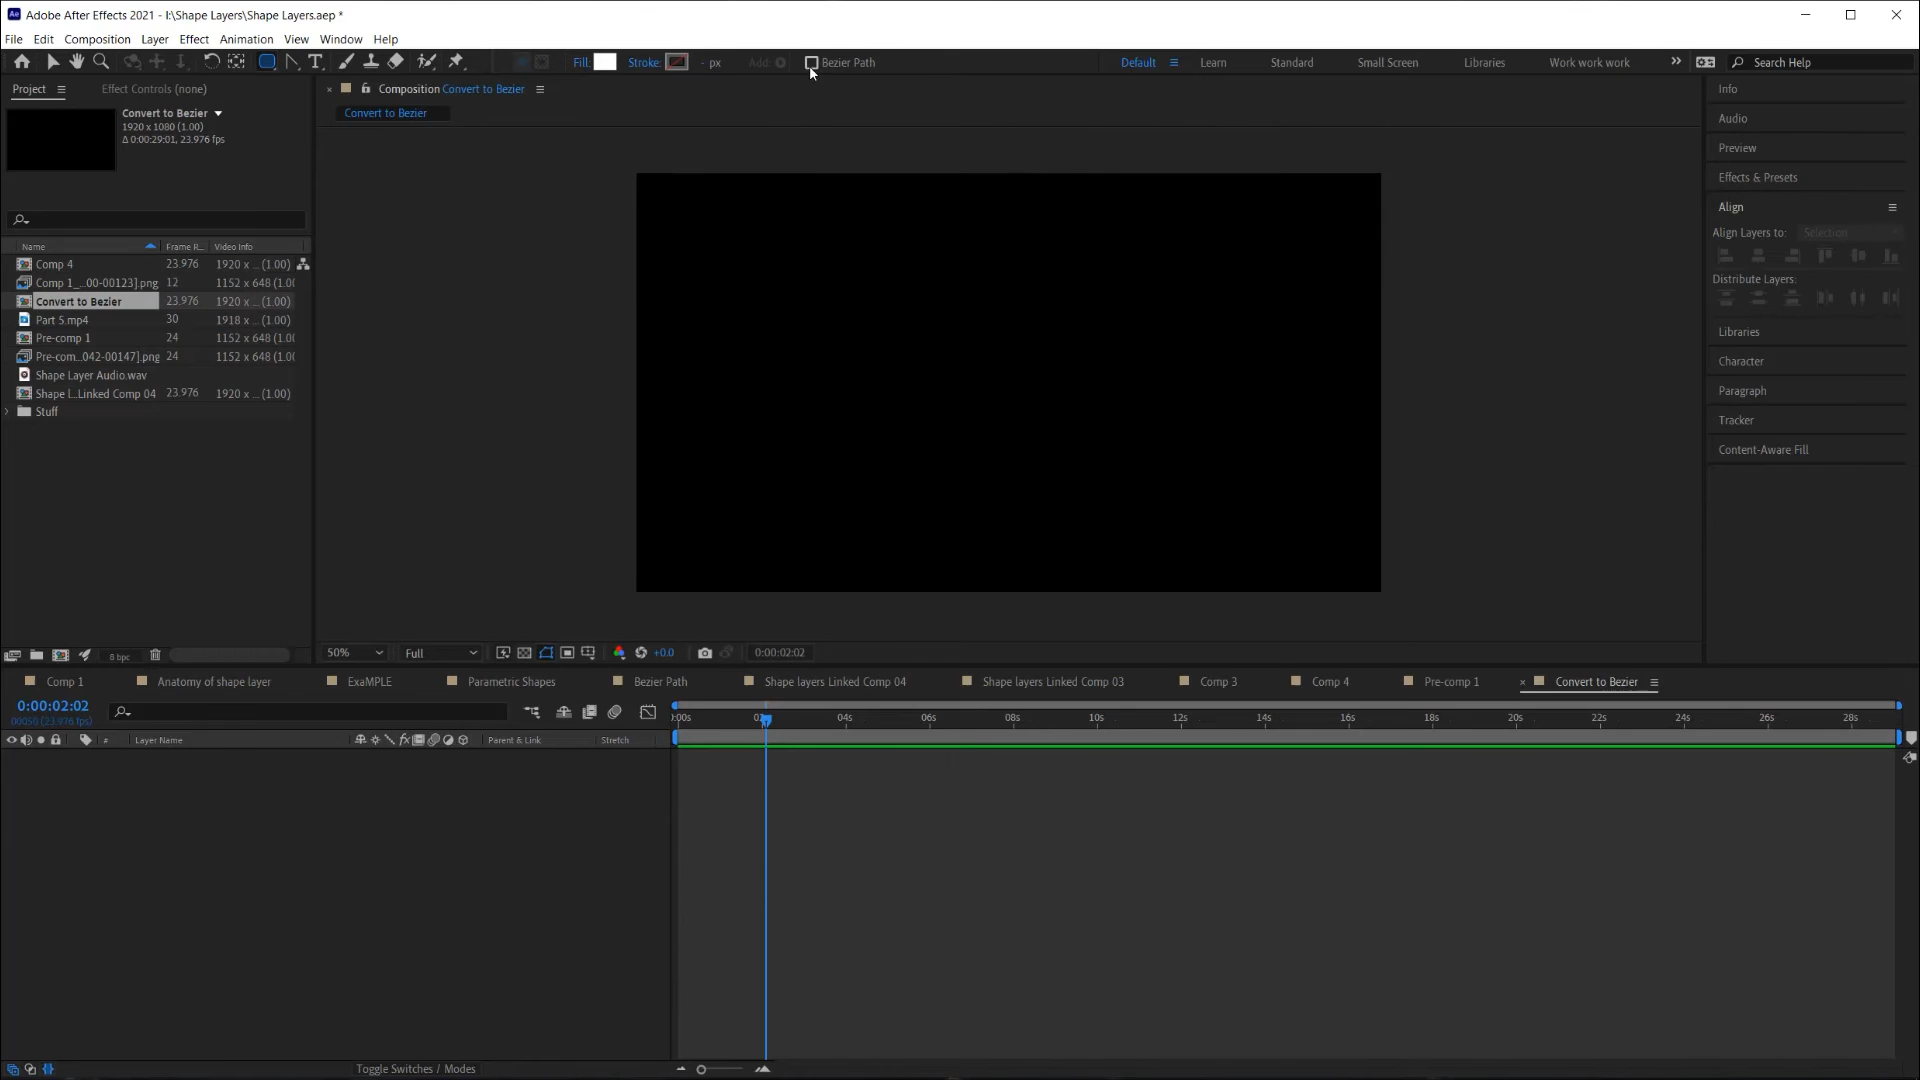 Adobe After Effects 2021 - I:\Shape Layers\Shape Layers.aep *
File Edit Composition Layer Effect Animation View Window Help
Fill: Stroke: - px Add: Bezier Path Default Learn Standard Small Screen Libraries Work work work Search Help
Project Effect Controls (none)
Composition Convert to Bezier
Convert to Bezier
Convert to Bezier
1920 x 1080 (1.00)
Δ 0:00:29:01, 23.976 fps
Name Frame R... Video Info
Comp 4 23.976 1920 x ... (1.00)
Comp 1_...00-00123].png 12 1152 x 648 (1.00
Convert to Bezier 23.976 1920 x ... (1.00)
Part 5.mp4 30 1918 x ... (1.00)
Pre-comp 1 24 1152 x 648 (1.00
Pre-com...042-00147].png 24 1152 x 648 (1.00
Shape Layer Audio.wav
Shape l...Linked Comp 04 23.976 1920 x ... (1.00)
Stuff
8 bpc
50% Full +0.0 0:00:02:02
Info
Audio
Preview
Effects & Presets
Align
Align Layers to: Selection
Distribute Layers:
Libraries
Character
Paragraph
Tracker
Content-Aware Fill
Comp 1 Anatomy of shape layer ExaMPLE Parametric Shapes Bezier Path Shape layers Linked Comp 04 Shape layers Linked Comp 03 Comp 3 Comp 4 Pre-comp 1 Convert to Bezier
0:00:02:02
00050 (23.976 fps)
04s 06s 08s 10s 12s 14s 16s 18s 20s 22s 24s 26s 28s
# Layer Name Parent & Link Stretch
Toggle Switches / Modes